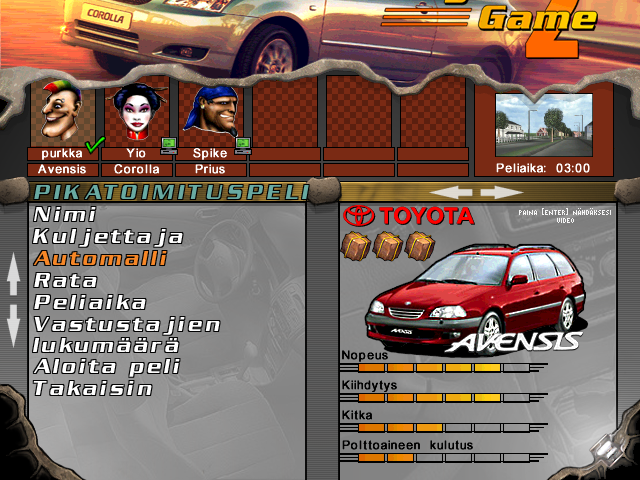 COROLLA
Game
2
purkka Yio Spike
Avensis Corolla Prius
Peliaika: 03:00
PIKATOIMITUSPELI
Nimi
Kuljettaja
Automalli
Rata
Peliaika
Vastustajien
lukumäärä
Aloita peli
Takaisin
TOYOTA
PAINA [ENTER] NÄHDÄKSESI
VIDEO
AVENSIS
Nopeus
Kiihdytys
Kitka
Polttoaineen kulutus